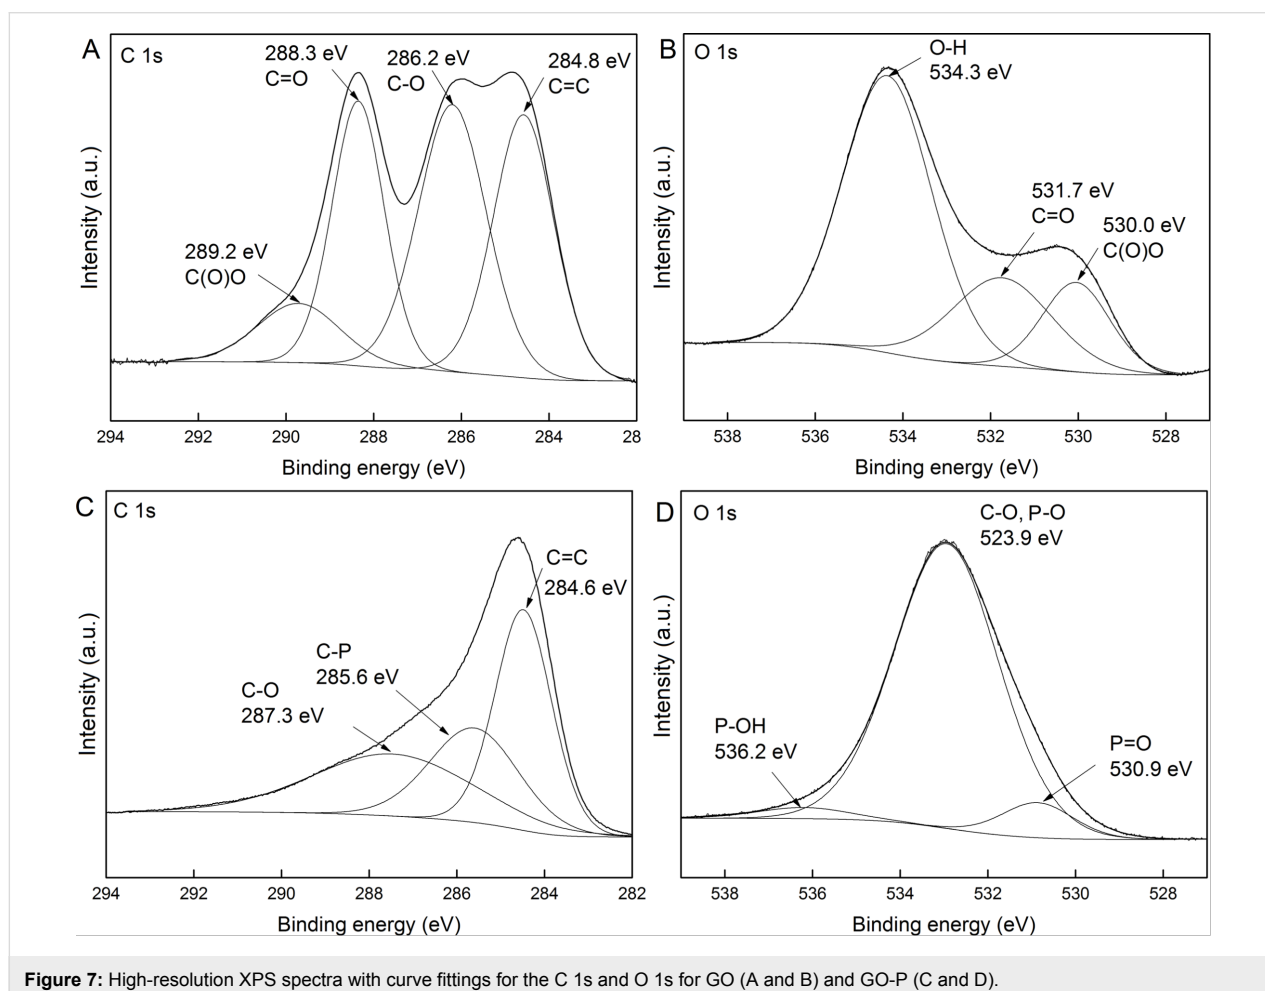 A
C 1s
288.3 eV
C=O
286.2 eV
C-O
284.8 eV
C=C
289.2 eV
C(O)O
Intensity (a.u.)
294 292 290 288 286 284 28
Binding energy (eV)
B
O 1s
O-H
534.3 eV
531.7 eV
C=O
530.0 eV
C(O)O
Intensity (a.u.)
538 536 534 532 530 528
Binding energy (eV)
C
C 1s
C=C
284.6 eV
C-P
285.6 eV
C-O
287.3 eV
Intensity (a.u.)
294 292 290 288 286 284 282
Binding energy (eV)
D
O 1s
C-O, P-O
523.9 eV
P-OH
536.2 eV
P=O
530.9 eV
Intensity (a.u.)
538 536 534 532 530 528
Binding energy (eV)
Figure 7: High-resolution XPS spectra with curve fittings for the C 1s and O 1s for GO (A and B) and GO-P (C and D).